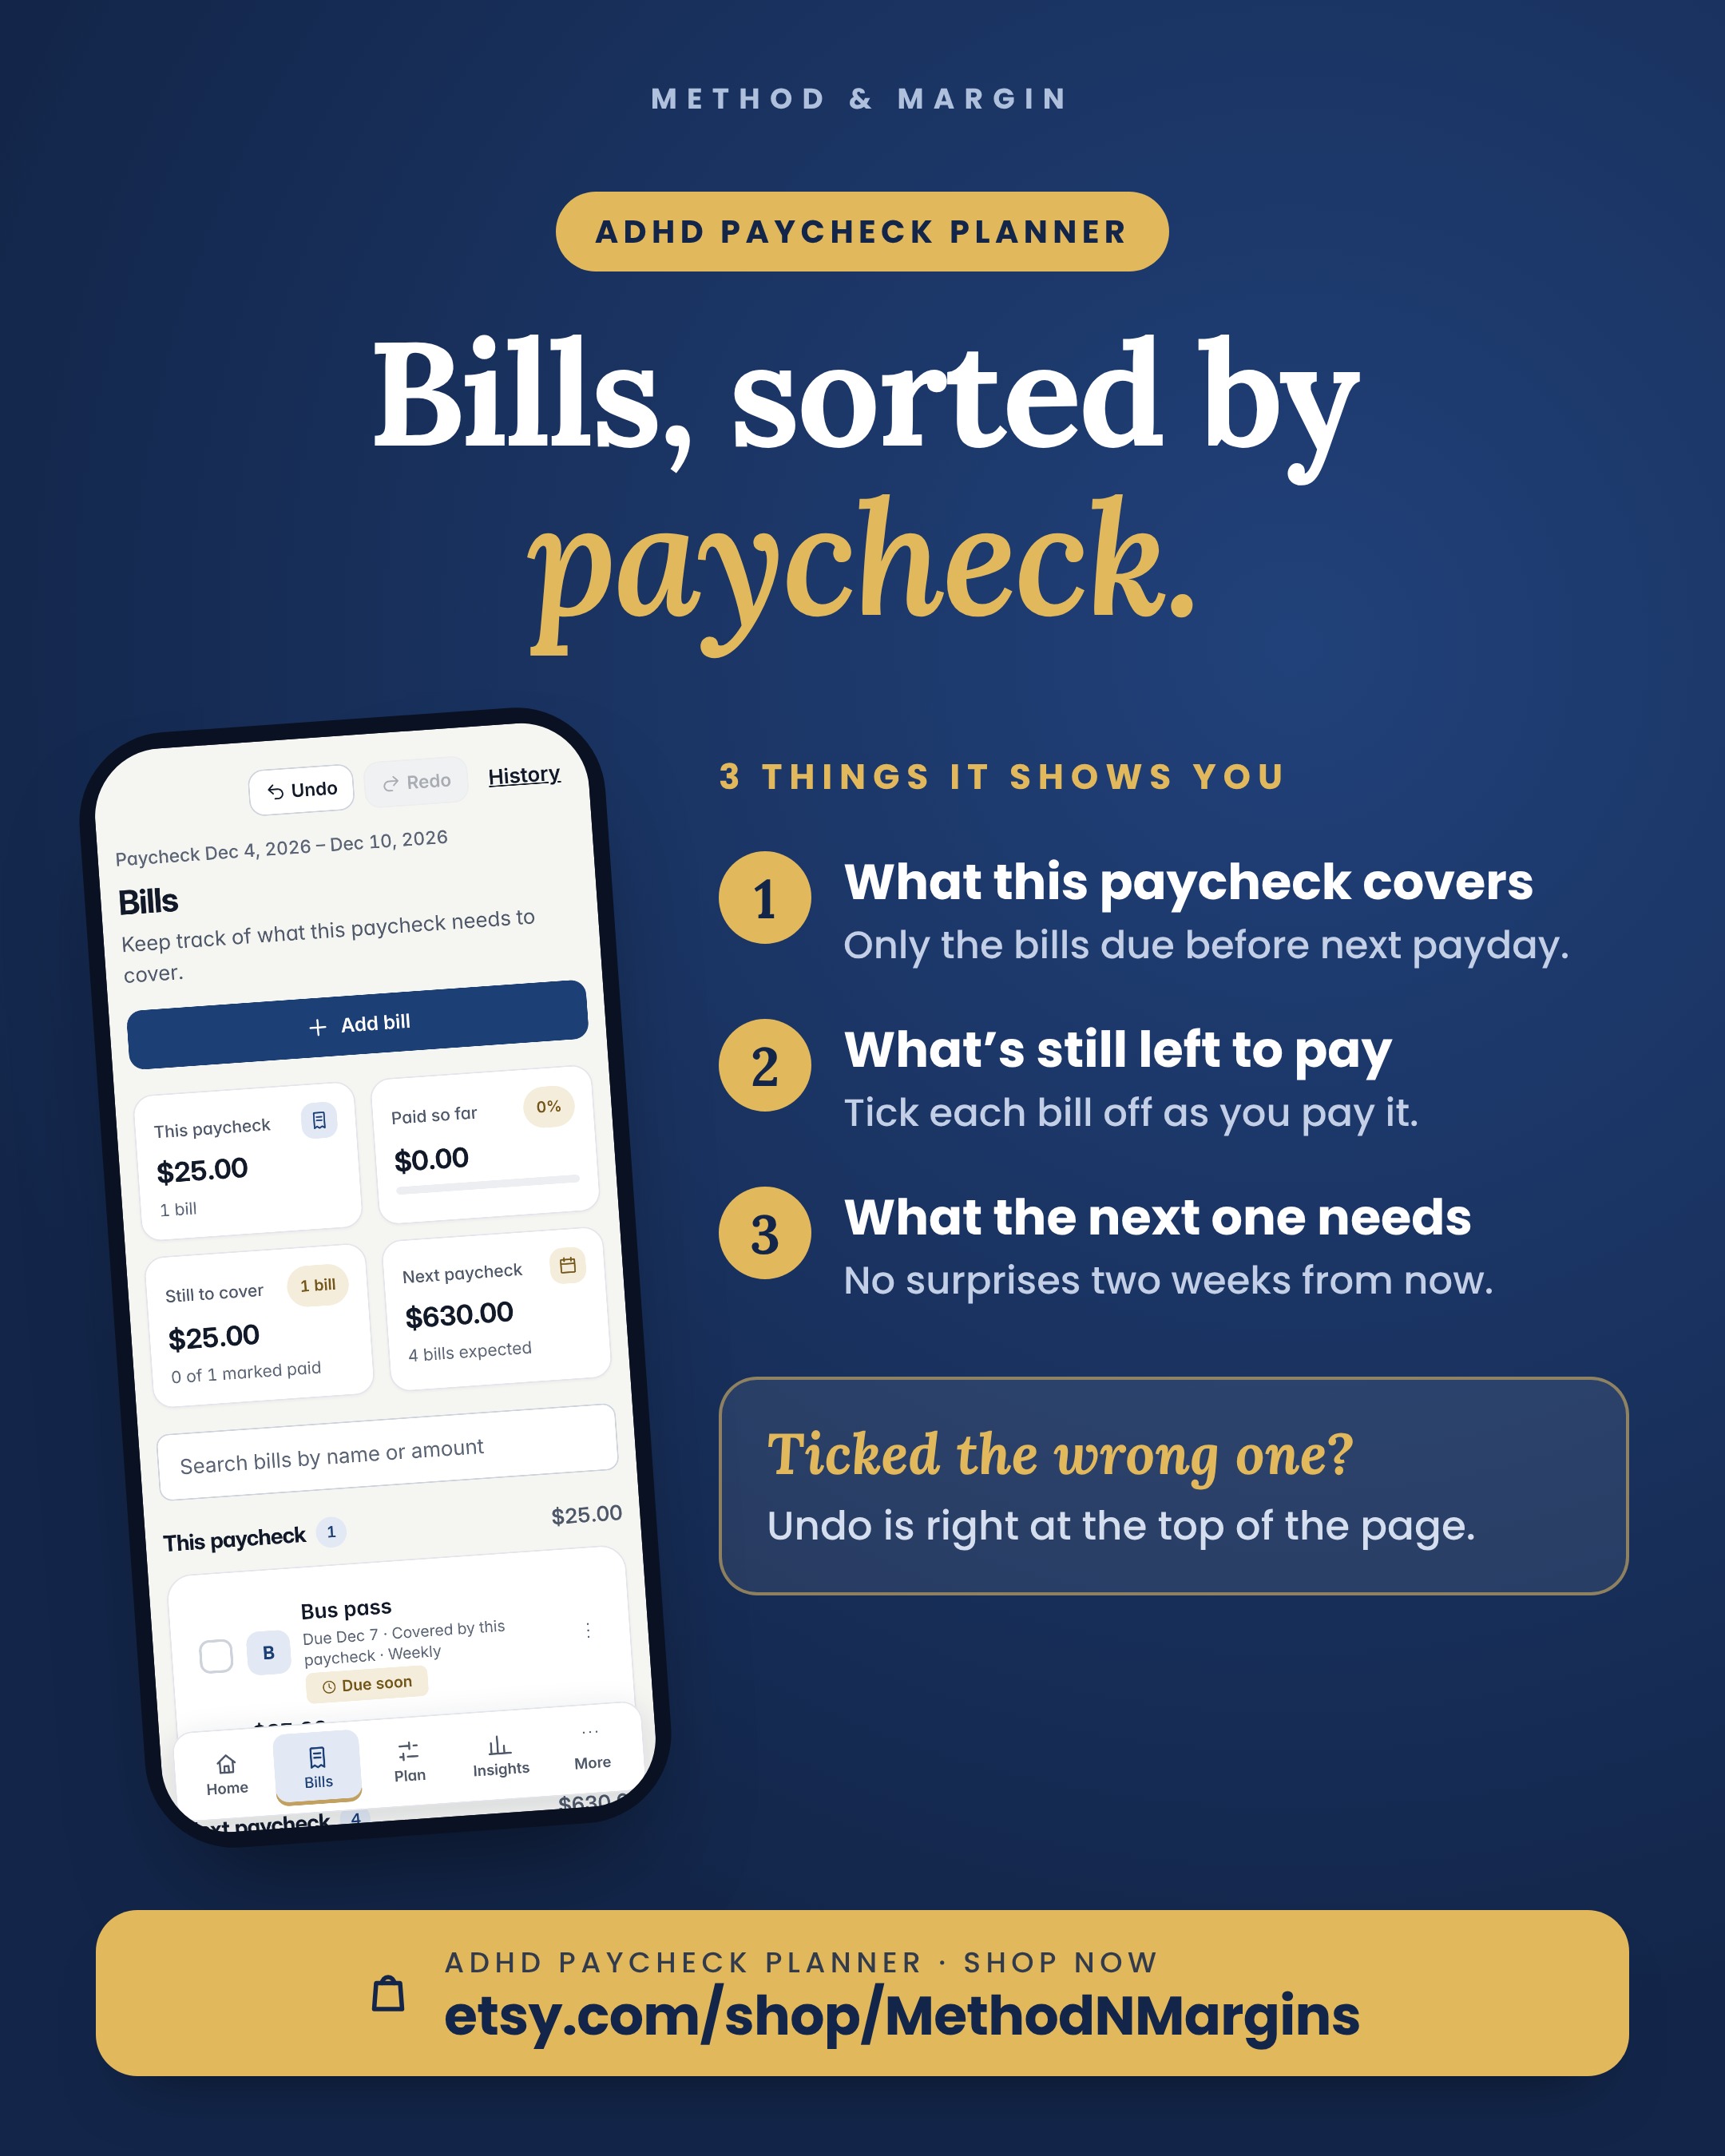 METHOD & MARGIN
ADHD PAYCHECK PLANNER
Bills, sorted by
paycheck.
Undo
Redo
History
Paycheck Dec 4, 2026 – Dec 10, 2026
Bills
Keep track of what this paycheck needs to
cover.
+ Add bill
This paycheck
$25.00
1 bill
Paid so far
0%
$0.00
Still to cover
1 bill
$25.00
0 of 1 marked paid
Next paycheck
$630.00
4 bills expected
Search bills by name or amount
This paycheck 1
$25.00
B
Bus pass
Due Dec 7 · Covered by this
paycheck · Weekly
Due soon
Home
Bills
Plan
Insights
More
paycheck 4
3 THINGS IT SHOWS YOU
1
What this paycheck covers
Only the bills due before next payday.
2
What’s still left to pay
Tick each bill off as you pay it.
3
What the next one needs
No surprises two weeks from now.
Ticked the wrong one?
Undo is right at the top of the page.
ADHD PAYCHECK PLANNER · SHOP NOW
etsy.com/shop/MethodNMargins